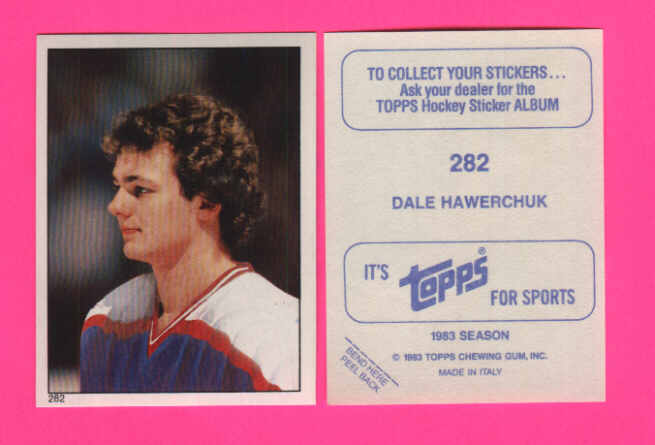 282
TO COLLECT YOUR STICKERS...
Ask your dealer for the
TOPPS Hockey Sticker ALBUM
282
DALE HAWERCHUK
IT'S topps® FOR SPORTS
1983 SEASON
© 1983 TOPPS CHEWING GUM, INC.
MADE IN ITALY
BEND HERE
PEEL BACK